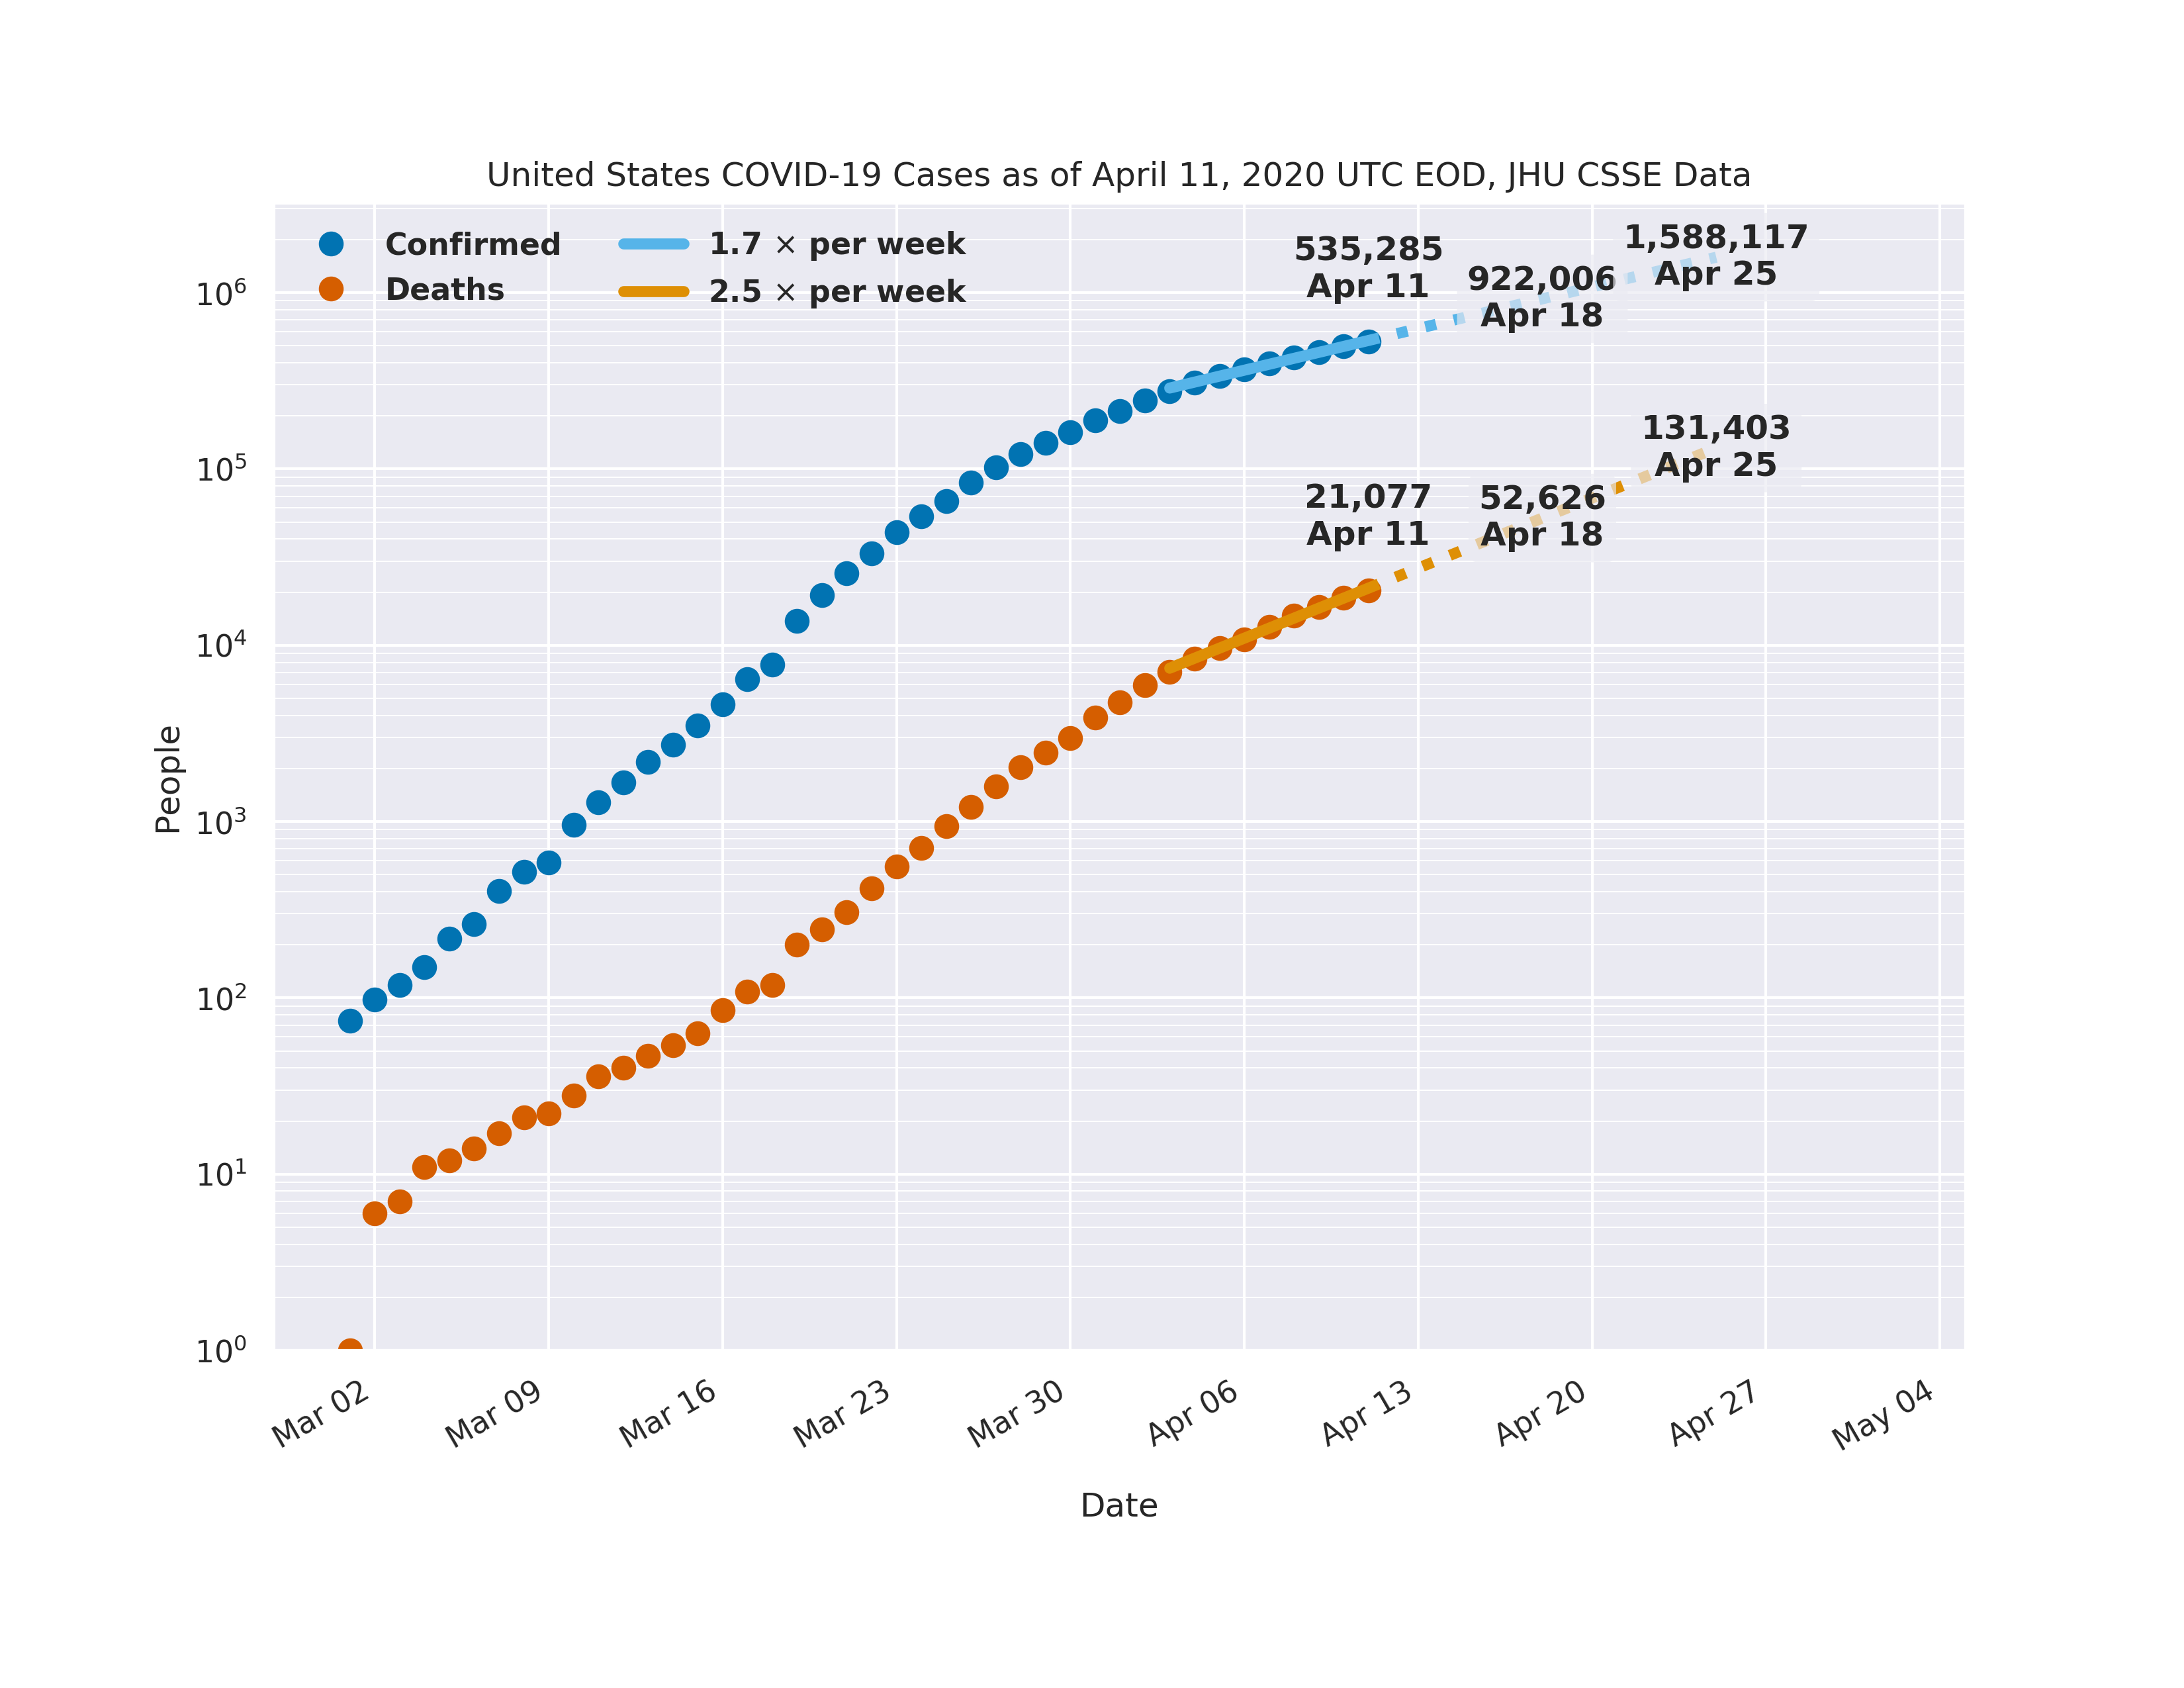 United States COVID-19 Cases as of April 11, 2020 UTC EOD, JHU CSSE Data
Confirmed
Deaths
1.7 × per week
2.5 × per week
535,285
Apr 11
922,006
Apr 18
1,588,117
Apr 25
21,077
Apr 11
52,626
Apr 18
131,403
Apr 25
People
10⁶
10⁵
10⁴
10³
10²
10¹
10⁰
Mar 02
Mar 09
Mar 16
Mar 23
Mar 30
Apr 06
Apr 13
Apr 20
Apr 27
May 04
Date